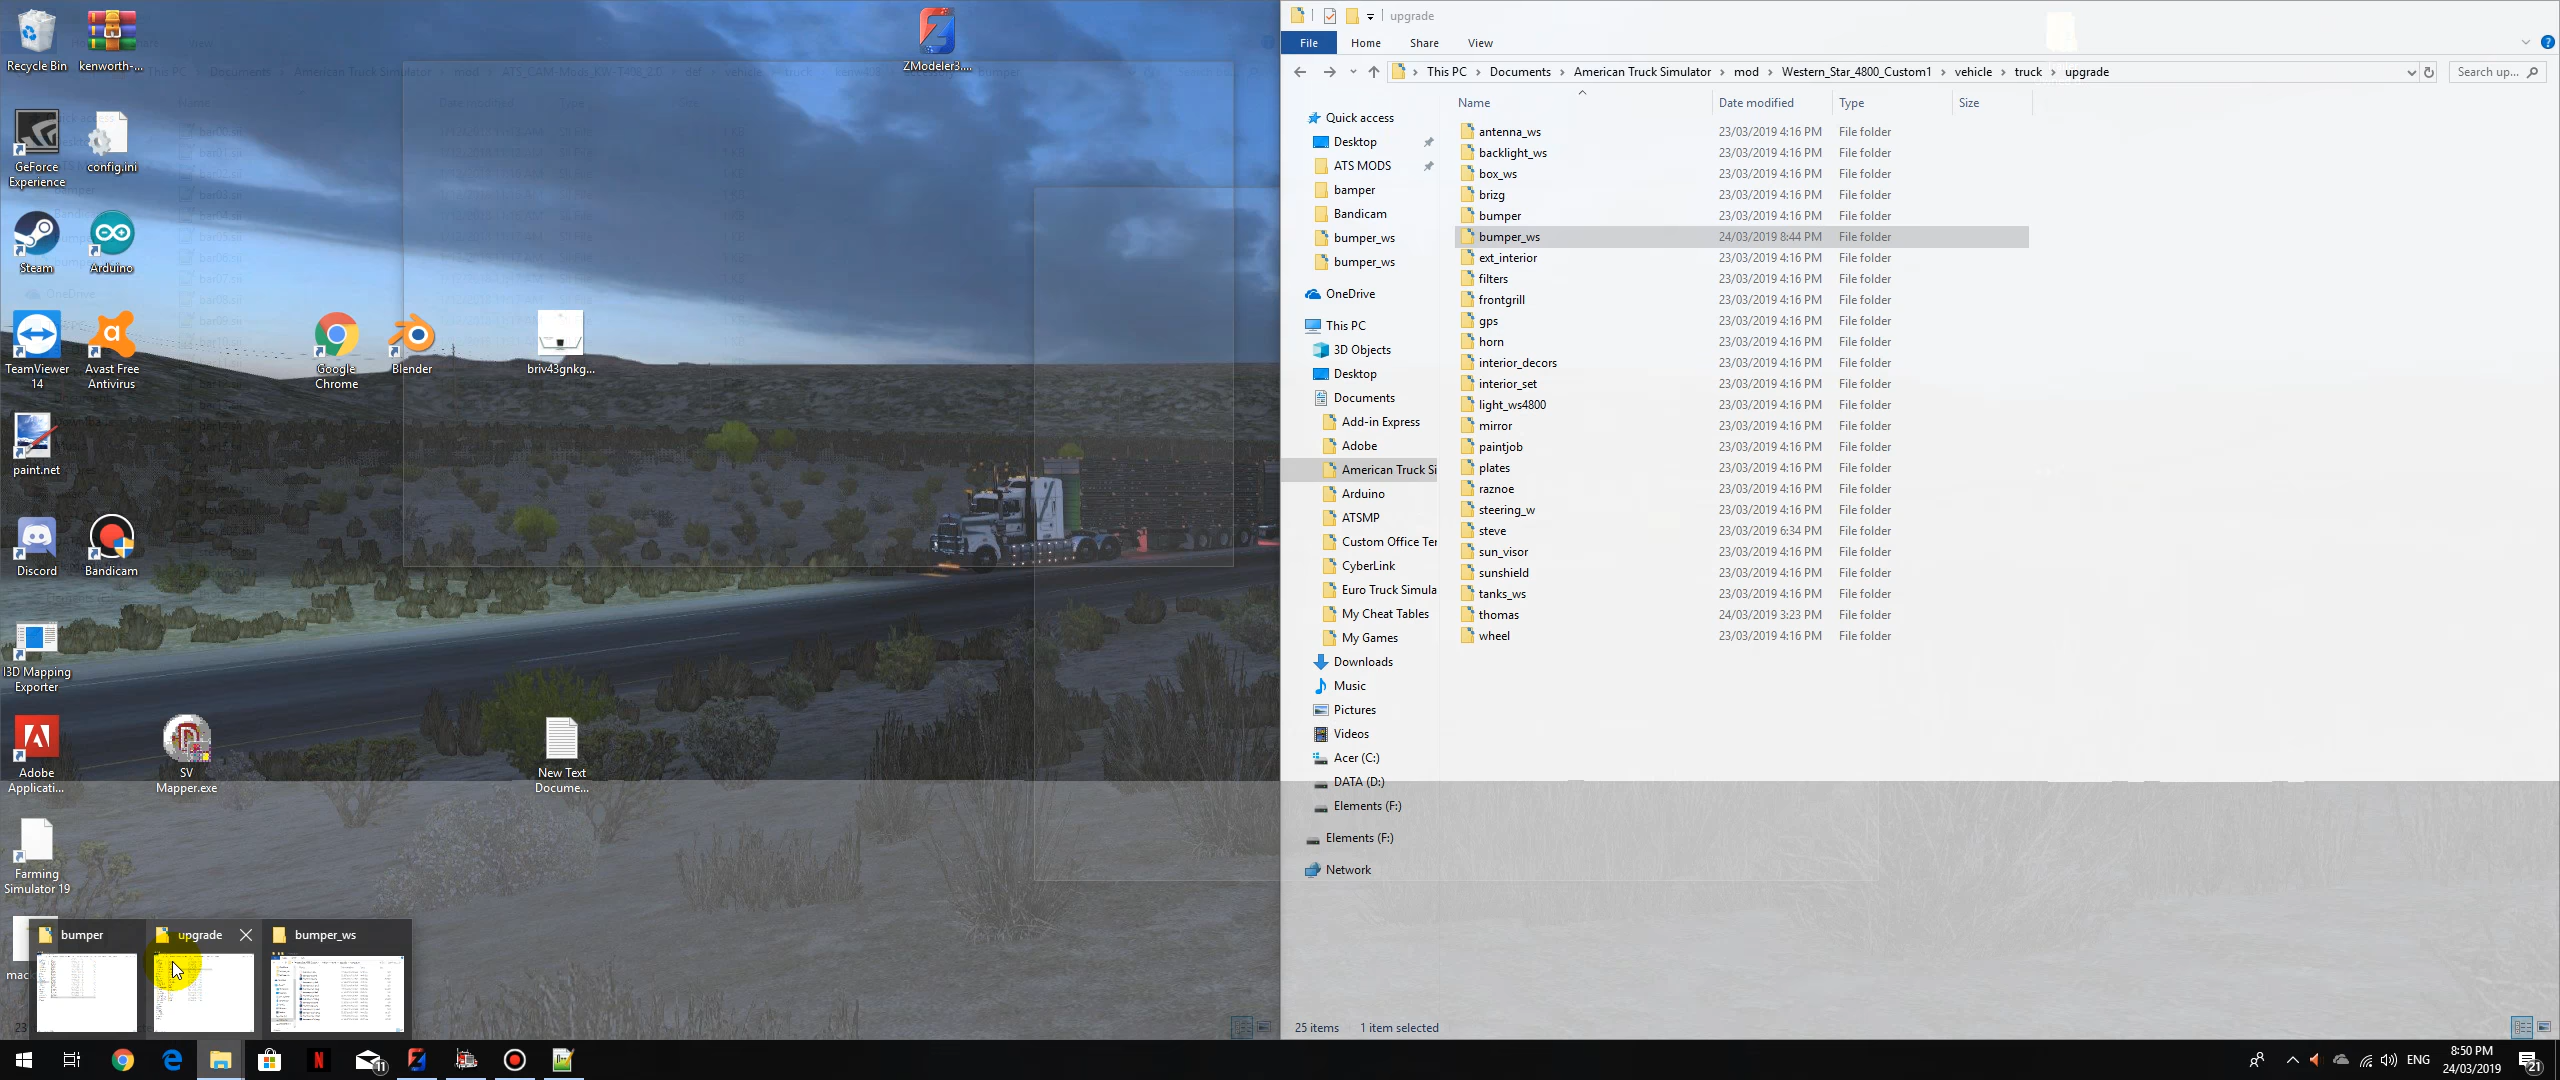 Recycle Bin
kenworth-...
ZModeler3....
GeForce Experience
config.ini
Steam
Arduino
TeamViewer 14
Avast Free Antivirus
Google Chrome
Blender
briv43gnkg...
paint.net
Discord
Bandicam
I3D Mapping Exporter
Adobe Applicati...
SV Mapper.exe
New Text Docume...
Farming Simulator 19
bumper
upgrade
bumper_ws
upgrade
File Home Share View
This PC Documents American Truck Simulator mod Western_Star_4800_Custom1 vehicle truck upgrade
Search up...
Quick access
Desktop
ATS MODS
bamper
Bandicam
bumper_ws
bumper_ws
OneDrive
This PC
3D Objects
Desktop
Documents
Add-in Express
Adobe
American Truck Si
Arduino
ATSMP
Custom Office Ter
CyberLink
Euro Truck Simula
My Cheat Tables
My Games
Downloads
Music
Pictures
Videos
Acer (C:)
DATA (D:)
Elements (F:)
Elements (F:)
Network
Name Date modified Type Size
antenna_ws 23/03/2019 4:16 PM File folder
backlight_ws 23/03/2019 4:16 PM File folder
box_ws 23/03/2019 4:16 PM File folder
brizg 23/03/2019 4:16 PM File folder
bumper 23/03/2019 4:16 PM File folder
bumper_ws 24/03/2019 8:44 PM File folder
ext_interior 23/03/2019 4:16 PM File folder
filters 23/03/2019 4:16 PM File folder
frontgrill 23/03/2019 4:16 PM File folder
gps 23/03/2019 4:16 PM File folder
horn 23/03/2019 4:16 PM File folder
interior_decors 23/03/2019 4:16 PM File folder
interior_set 23/03/2019 4:16 PM File folder
light_ws4800 23/03/2019 4:16 PM File folder
mirror 23/03/2019 4:16 PM File folder
paintjob 23/03/2019 4:16 PM File folder
plates 23/03/2019 4:16 PM File folder
raznoe 23/03/2019 4:16 PM File folder
steering_w 23/03/2019 4:16 PM File folder
steve 23/03/2019 6:34 PM File folder
sun_visor 23/03/2019 4:16 PM File folder
sunshield 23/03/2019 4:16 PM File folder
tanks_ws 23/03/2019 4:16 PM File folder
thomas 24/03/2019 3:23 PM File folder
wheel 23/03/2019 4:16 PM File folder
25 items 1 item selected
11
ENG
8:50 PM
24/03/2019
21